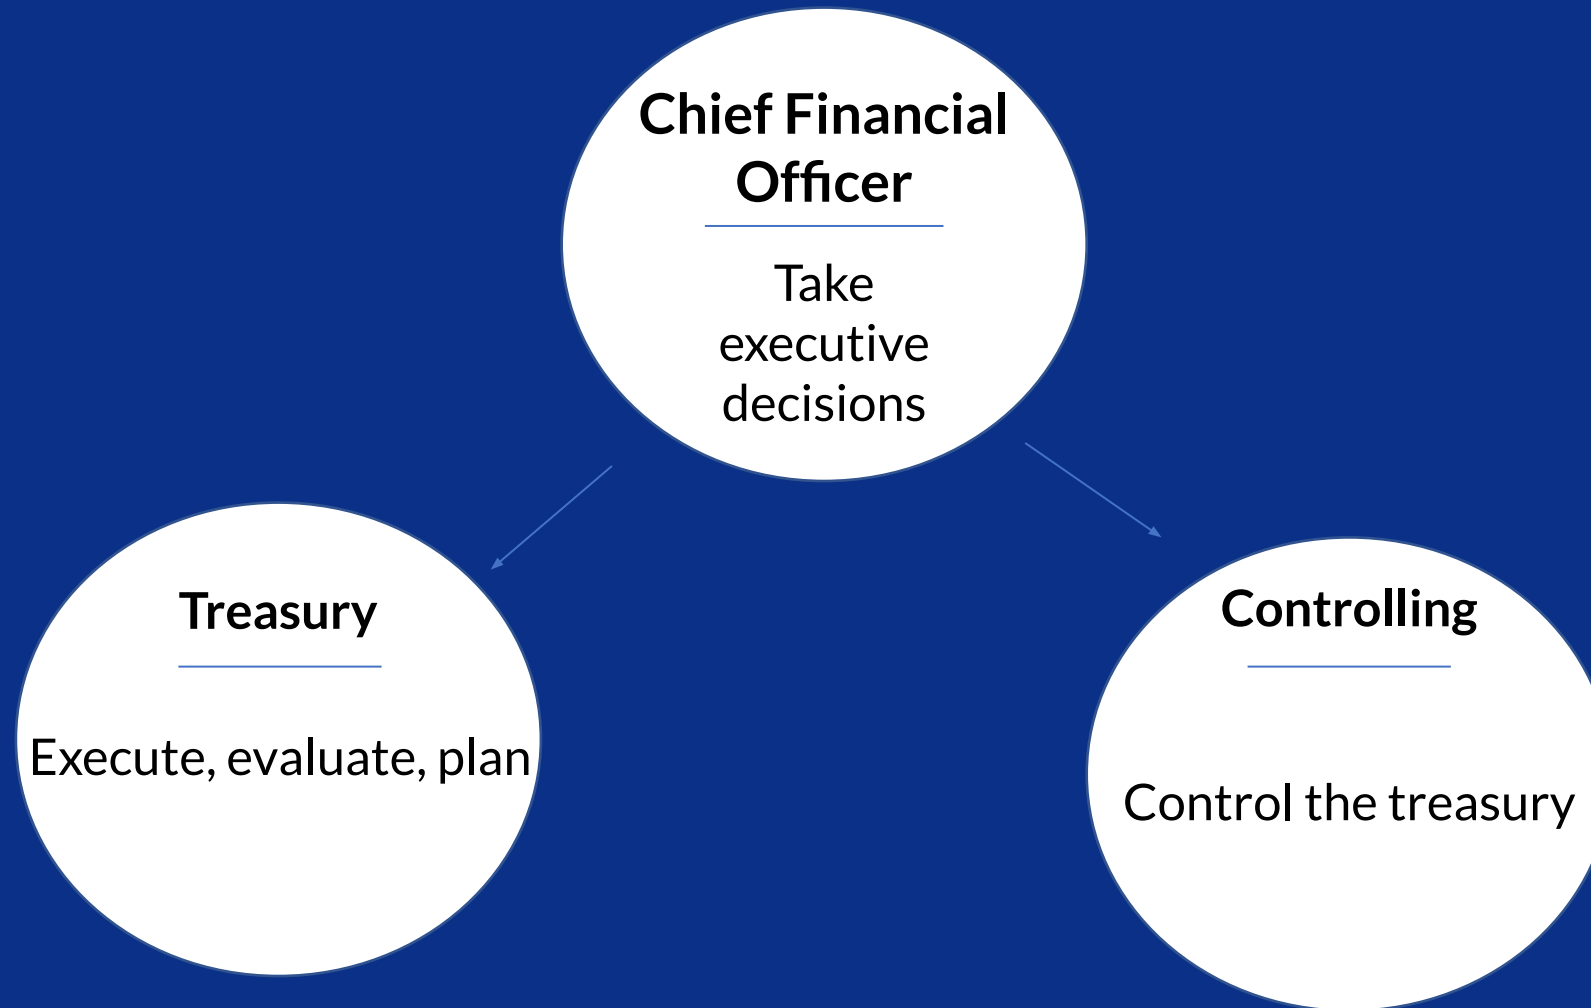 Chief Financial
Officer
Take
executive
decisions
Treasury
Execute, evaluate, plan
Controlling
Control the treasury